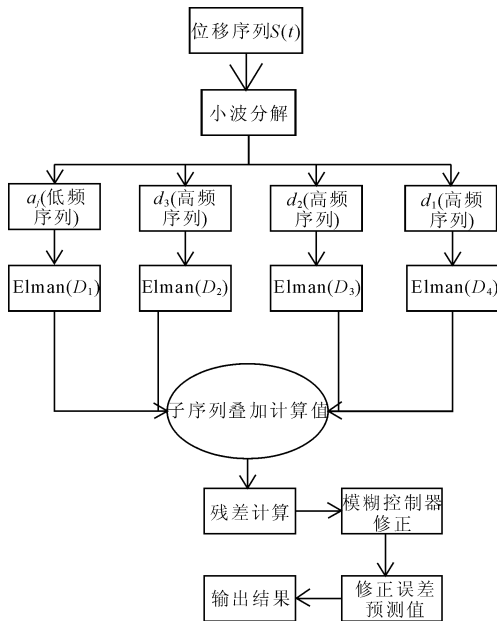 位移序列S(t)
小波分解
aⱼ(低频
序列)
d₃(高频
序列)
d₂(高频
序列)
d₁(高频
序列)
Elman(D₁)
Elman(D₂)
Elman(D₃)
Elman(D₄)
子序列叠加计算值
残差计算
模糊控制器
修正
输出结果
修正误差
预测值